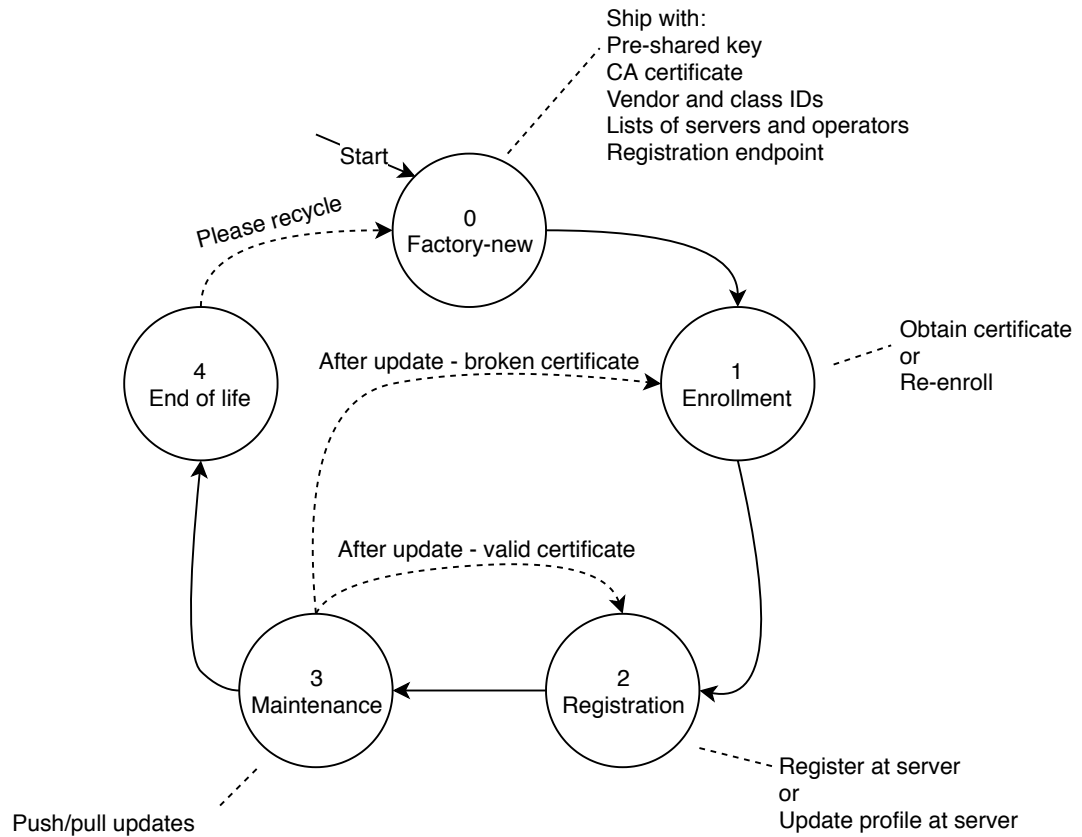 Ship with:
Pre-shared key
CA certificate
Vendor and class IDs
Lists of servers and operators
Registration endpoint
Start
0
Factory-new
Please recycle
4
End of life
After update - broken certificate
1
Enrollment
Obtain certificate
or
Re-enroll
After update - valid certificate
3
Maintenance
2
Registration
Push/pull updates
Register at server
or
Update profile at server